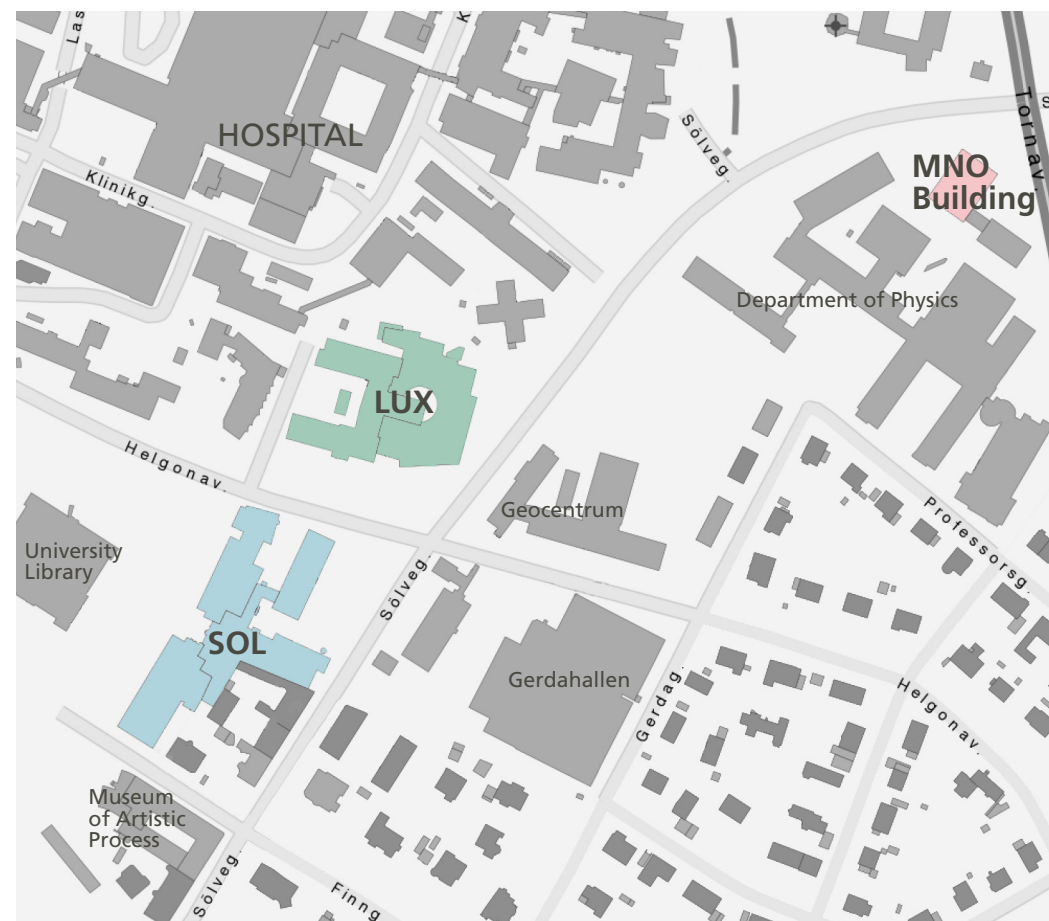 Las
K
HOSPITAL
Sölveg.
Tornav.
S
Klinikg.
MNO
Building
Department of Physics
LUX
Helgonav.
Geocentrum
Professorsg.
University
Library
Sölveg.
SOL
Gerdahallen
Gerdag.
Helgonav.
Museum
of Artistic
Process
Sölveg.
Finng